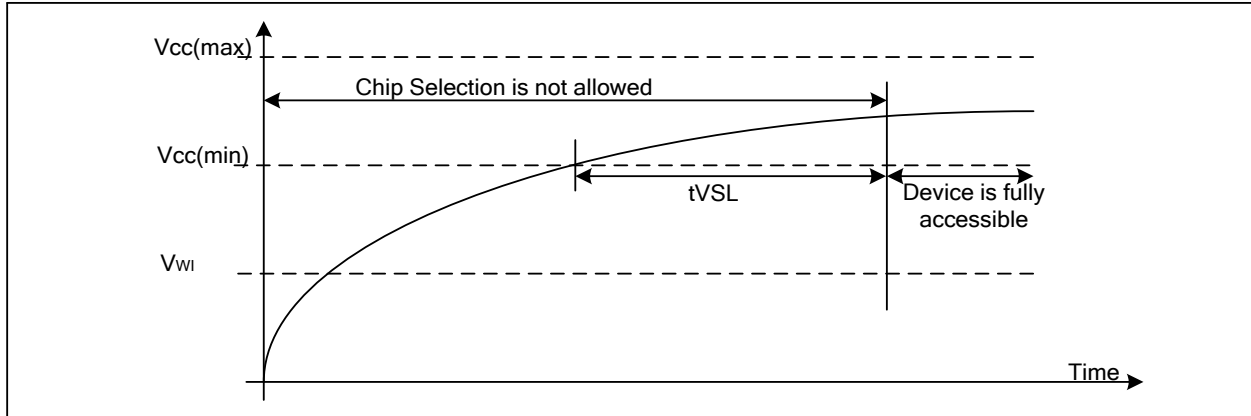 Vcc(max)
Chip Selection is not allowed
Vcc(min)
tVSL
Device is fully
accessible
VWI
Time